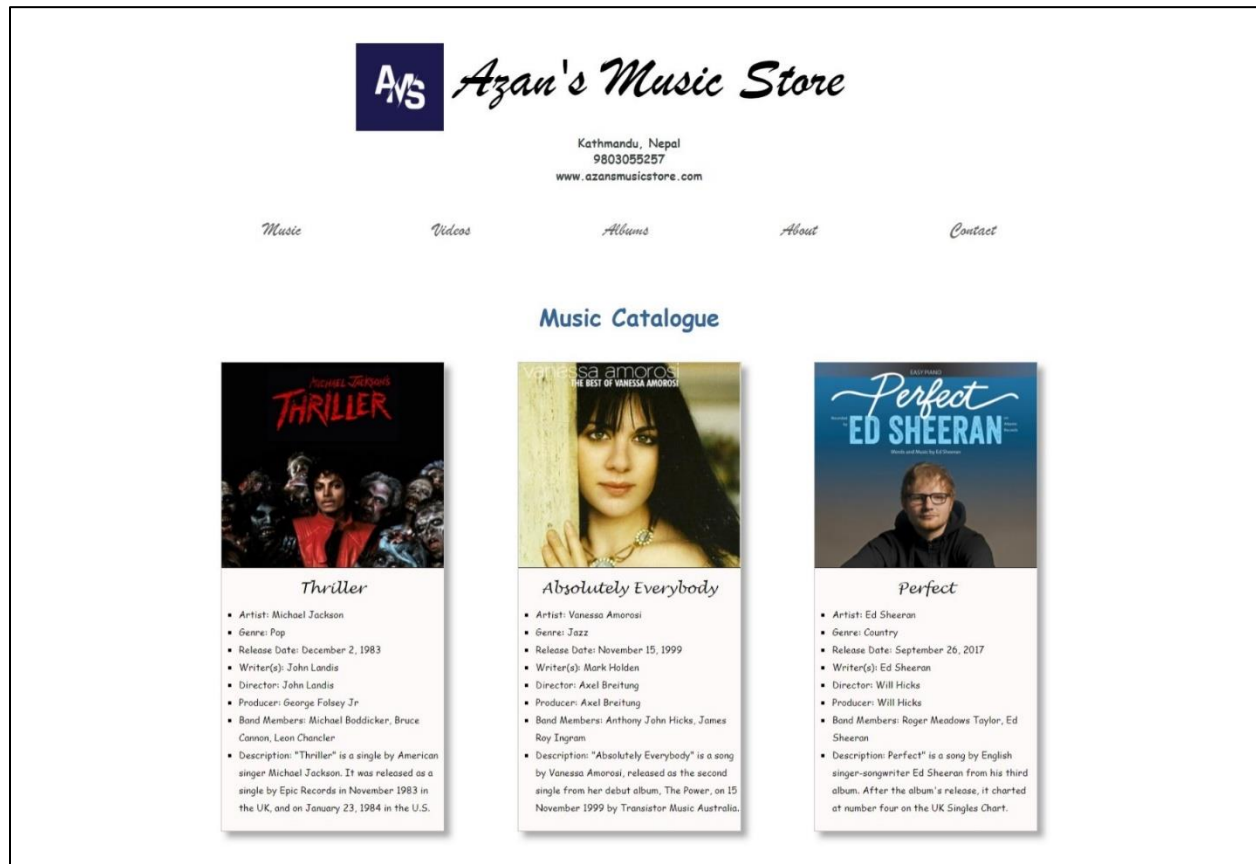 AMS Azan's Music Store
Kathmandu, Nepal
9803055257
www.azansmusicstore.com
Music Videos Albums About Contact
Music Catalogue
MICHAEL JACKSON'S
THRILLER
Thriller
Artist: Michael Jackson
Genre: Pop
Release Date: December 2, 1983
Writer(s): John Landis
Director: John Landis
Producer: George Folsey Jr
Band Members: Michael Boddicker, Bruce
Cannon, Leon Chancler
Description: "Thriller" is a single by American
singer Michael Jackson. It was released as a
single by Epic Records in November 1983 in
the UK, and on January 23, 1984 in the U.S.
vanessa amorosi
THE BEST OF VANESSA AMOROSI
Absolutely Everybody
Artist: Vanessa Amorosi
Genre: Jazz
Release Date: November 15, 1999
Writer(s): Mark Holden
Director: Axel Breitung
Producer: Axel Breitung
Band Members: Anthony John Hicks, James
Roy Ingram
Description: "Absolutely Everybody" is a song
by Vanessa Amorosi, released as the second
single from her debut album, The Power, on 15
November 1999 by Transistor Music Australia.
EASY PIANO
Perfect
ED SHEERAN
Words and Music by Ed Sheeran
Perfect
Artist: Ed Sheeran
Genre: Country
Release Date: September 26, 2017
Writer(s): Ed Sheeran
Director: Will Hicks
Producer: Will Hicks
Band Members: Roger Meadows Taylor, Ed
Sheeran
Description: Perfect" is a song by English
singer-songwriter Ed Sheeran from his third
album. After the album's release, it charted
at number four on the UK Singles Chart.